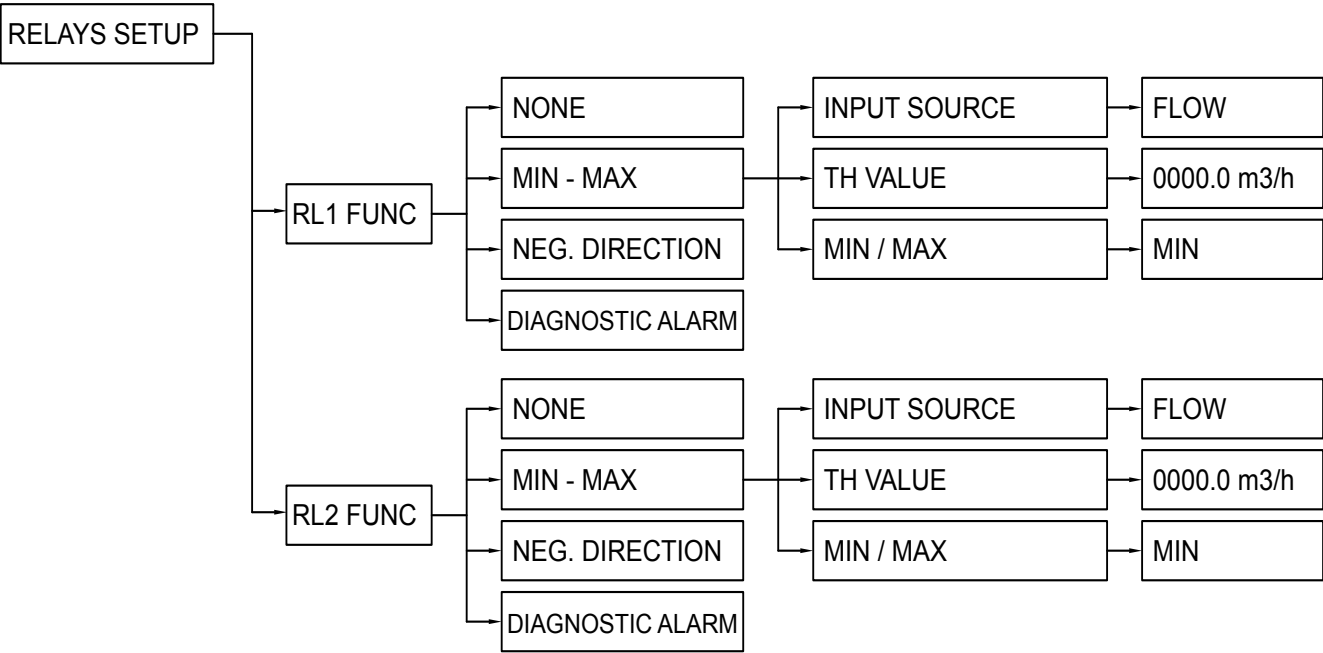 RELAYS SETUP
RL1 FUNC
NONE
MIN - MAX
NEG. DIRECTION
DIAGNOSTIC ALARM
INPUT SOURCE
FLOW
TH VALUE
0000.0 m3/h
MIN / MAX
MIN
RL2 FUNC
NONE
MIN - MAX
NEG. DIRECTION
DIAGNOSTIC ALARM
INPUT SOURCE
FLOW
TH VALUE
0000.0 m3/h
MIN / MAX
MIN